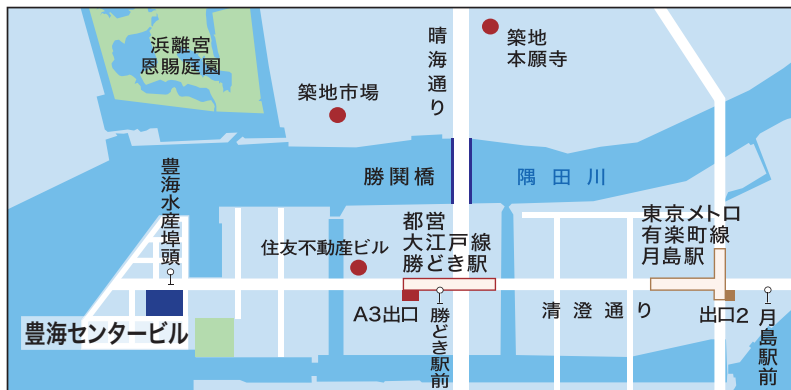 浜離宮
恩賜庭園
築地市場
晴海通り
築地
本願寺
豊海水産埠頭
勝鬨橋
隅田川
都営
大江戸線
勝どき駅
住友不動産ビル
東京メトロ
有楽町線
月島駅
A3出口
勝どき駅前
清澄通り
出口2
月島駅前
豊海センタービル